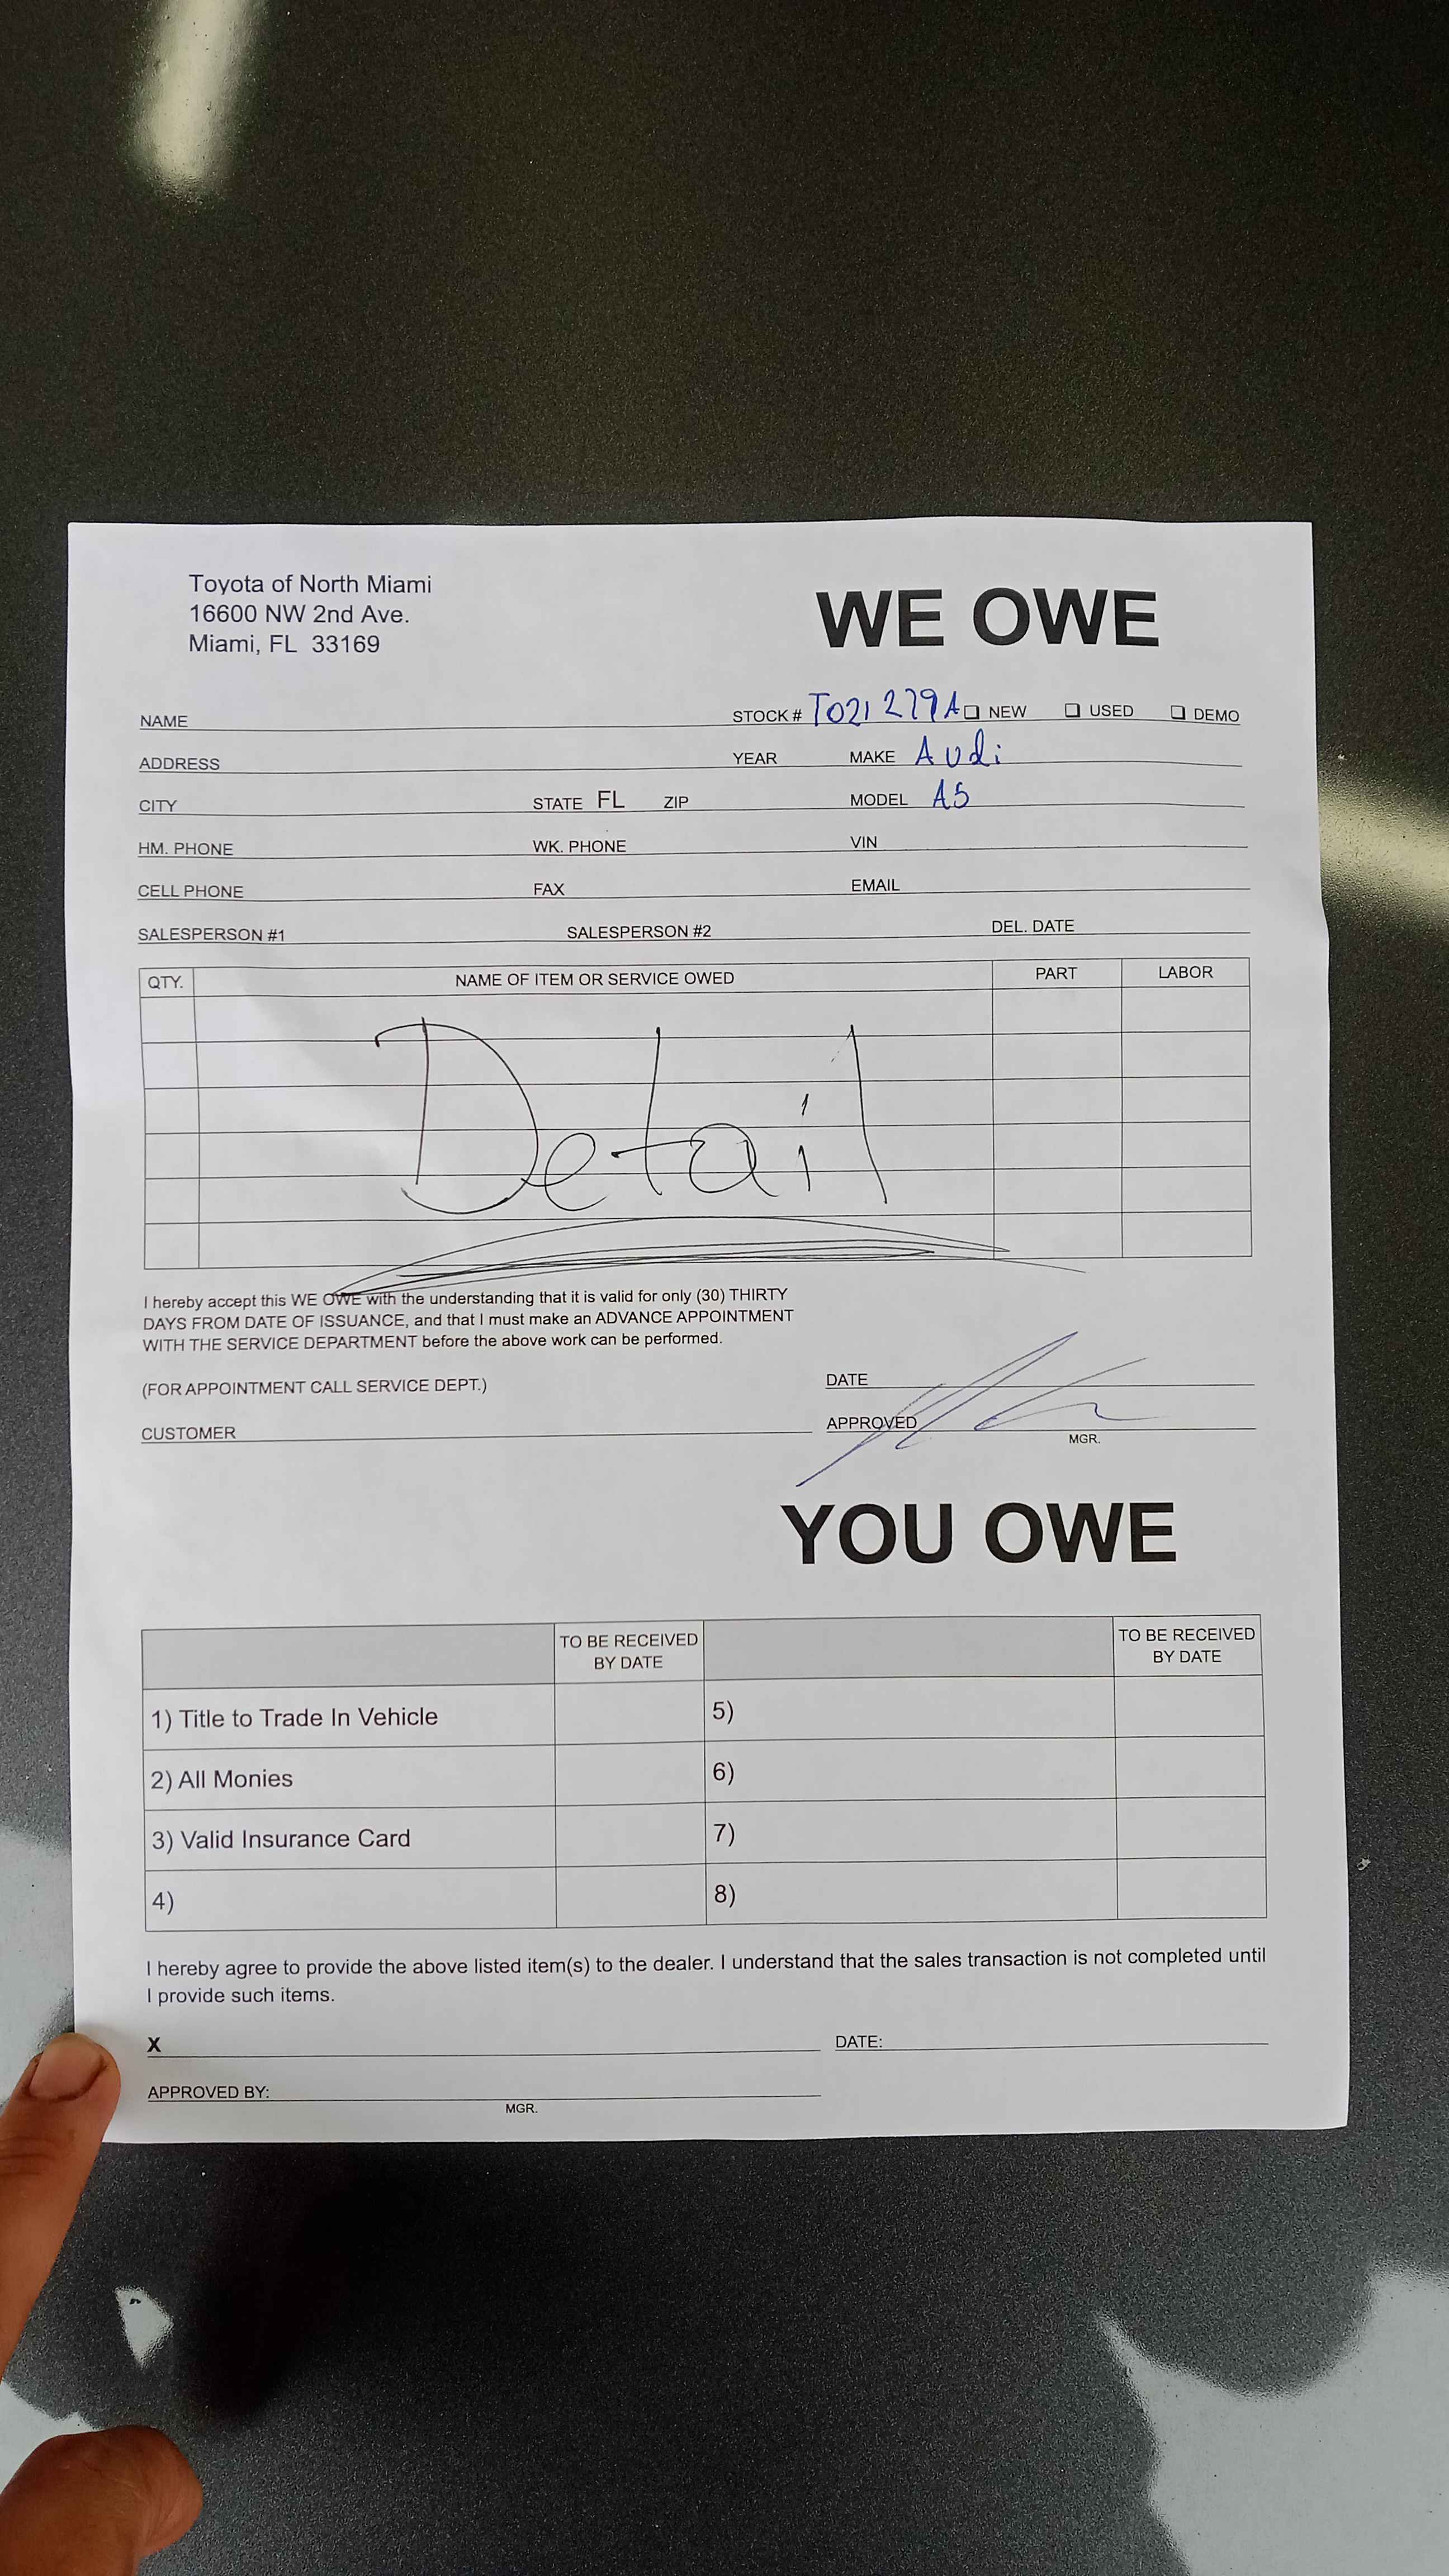 Toyota of North Miami
16600 NW 2nd Ave.
Miami, FL 33169
WE OWE
NAME STOCK # T021279A NEW USED DEMO
ADDRESS YEAR MAKE Audi
CITY STATE FL ZIP MODEL A5
HM. PHONE WK. PHONE VIN
CELL PHONE FAX EMAIL
SALESPERSON #1 SALESPERSON #2 DEL. DATE
QTY. NAME OF ITEM OR SERVICE OWED PART LABOR
Detail
I hereby accept this WE OWE with the understanding that it is valid for only (30) THIRTY
DAYS FROM DATE OF ISSUANCE, and that I must make an ADVANCE APPOINTMENT
WITH THE SERVICE DEPARTMENT before the above work can be performed.
(FOR APPOINTMENT CALL SERVICE DEPT.) DATE
CUSTOMER APPROVED
MGR.
YOU OWE
TO BE RECEIVED TO BE RECEIVED
BY DATE BY DATE
1) Title to Trade In Vehicle 5)
2) All Monies 6)
3) Valid Insurance Card 7)
4) 8)
I hereby agree to provide the above listed item(s) to the dealer. I understand that the sales transaction is not completed until
I provide such items.
X DATE:
APPROVED BY:
MGR.